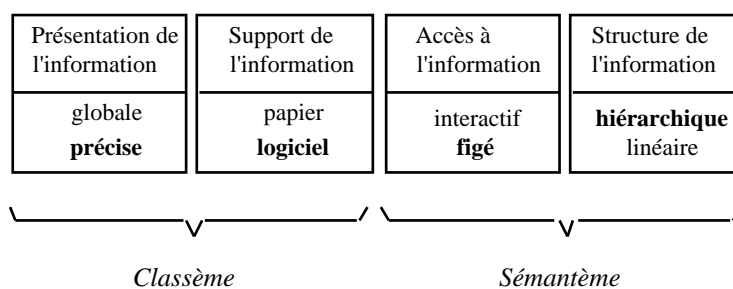 Présentation de
l'information
globale
précise
Support de
l'information
papier
logiciel
Accès à
l'information
interactif
figé
Structure de
l'information
hiérarchique
linéaire
Classème
Sémantème